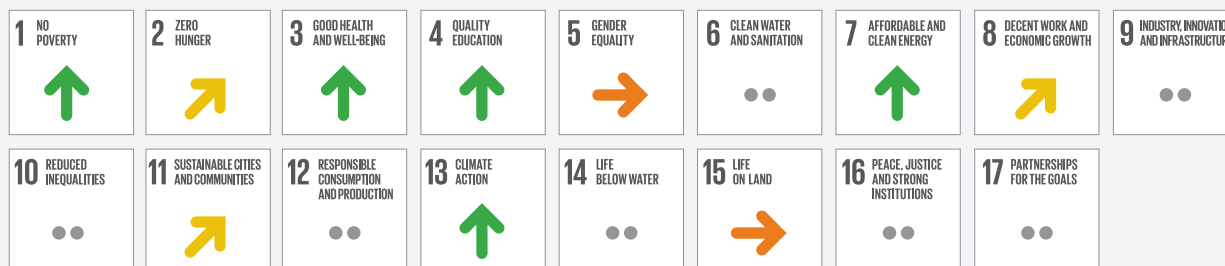 1 NO
POVERTY
2 ZERO
HUNGER
3 GOOD HEALTH
AND WELL-BEING
4 QUALITY
EDUCATION
5 GENDER
EQUALITY
6 CLEAN WATER
AND SANITATION
7 AFFORDABLE AND
CLEAN ENERGY
8 DECENT WORK AND
ECONOMIC GROWTH
9 INDUSTRY, INNOVATIO
AND INFRASTRUCTUR
10 REDUCED
INEQUALITIES
11 SUSTAINABLE CITIES
AND COMMUNITIES
12 RESPONSIBLE
CONSUMPTION
AND PRODUCTION
13 CLIMATE
ACTION
14 LIFE
BELOW WATER
15 LIFE
ON LAND
16 PEACE, JUSTICE
AND STRONG
INSTITUTIONS
17 PARTNERSHIPS
FOR THE GOALS